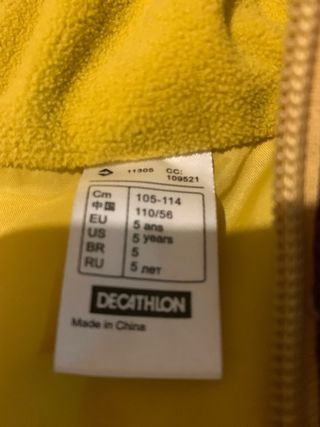 11305 CC:
109521
Cm 105-114
中国 110/56
EU 5 ans
US 5 years
BR 5
RU 5 лет
DECATHLON
Made in China